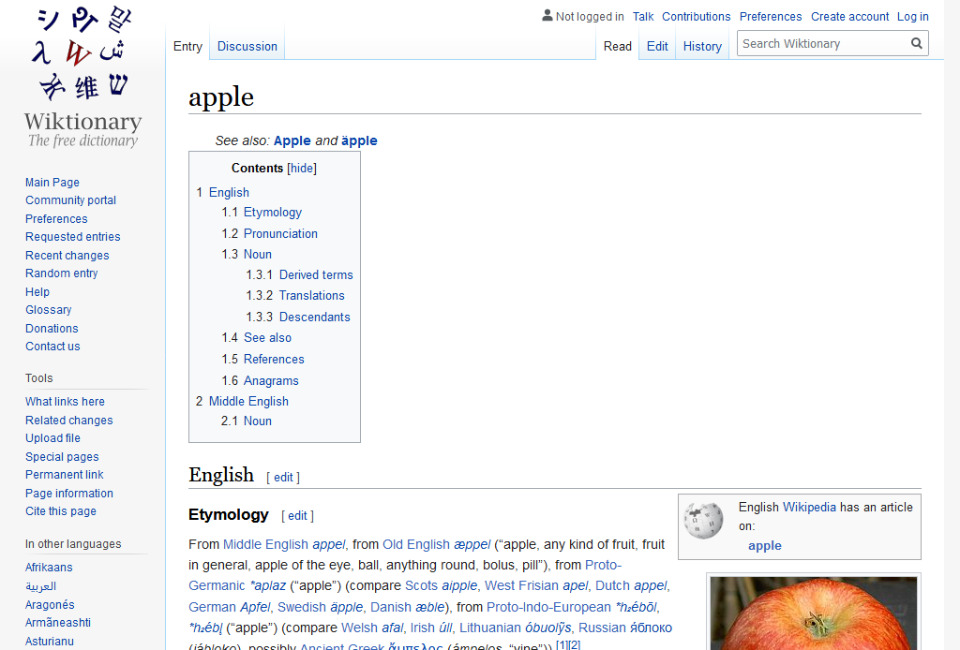 Not logged in Talk Contributions Preferences Create account Log in
Entry Discussion Read Edit History Search Wiktionary
Wiktionary
The free dictionary
Main Page
Community portal
Preferences
Requested entries
Recent changes
Random entry
Help
Glossary
Donations
Contact us
Tools
What links here
Related changes
Upload file
Special pages
Permanent link
Page information
Cite this page
In other languages
Afrikaans
العربية
Aragonés
Armãneashti
Asturianu
apple
See also: Apple and äpple
Contents [hide]
1 English
1.1 Etymology
1.2 Pronunciation
1.3 Noun
1.3.1 Derived terms
1.3.2 Translations
1.3.3 Descendants
1.4 See also
1.5 References
1.6 Anagrams
2 Middle English
2.1 Noun
English [ edit ]
Etymology [ edit ]
From Middle English appel, from Old English æppel (“apple, any kind of fruit, fruit
in general, apple of the eye, ball, anything round, bolus, pill”), from Proto-
Germanic *aplaz (“apple”) (compare Scots aipple, West Frisian apel, Dutch appel,
German Apfel, Swedish äpple, Danish æble), from Proto-Indo-European *h₂ébōl,
*h₂ébl̥ (“apple”) (compare Welsh afal, Irish úll, Lithuanian óbuolỹs, Russian я́блоко
(jábloko), possibly Ancient Greek ἄμπελος (ámpelos, “vine”)).[1][2]
English Wikipedia has an article
on:
apple